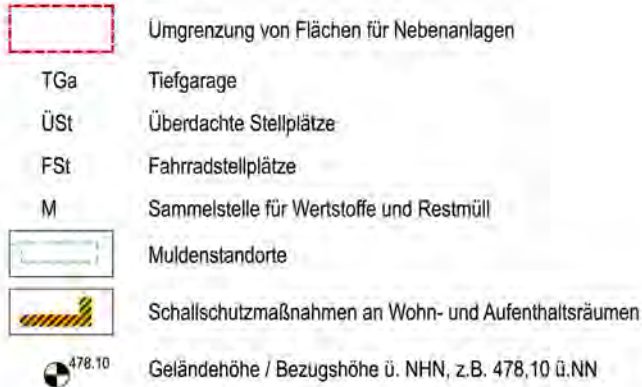 Umgrenzung von Flächen für Nebenanlagen
TGa Tiefgarage
ÜSt Überdachte Stellplätze
FSt Fahrradstellplätze
M Sammelstelle für Wertstoffe und Restmüll
Muldenstandorte
Schallschutzmaßnahmen an Wohn- und Aufenthaltsräumen
478.10 Geländehöhe / Bezugshöhe ü. NHN, z.B. 478,10 ü.NN